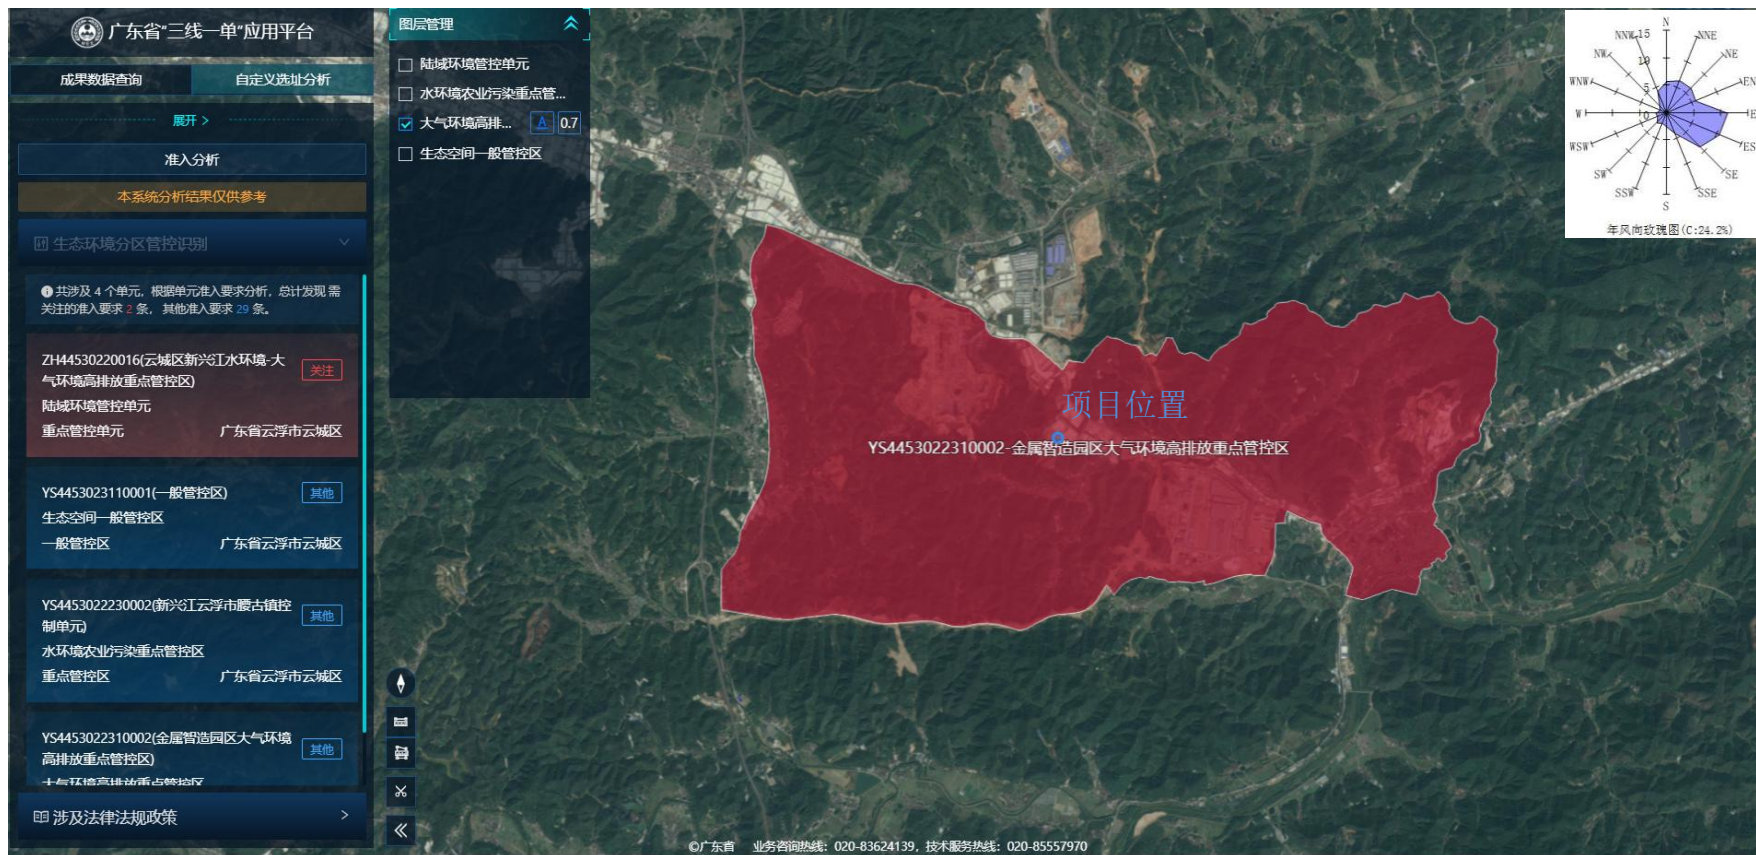 广东省“三线一单”应用平台
成果数据查询
自定义选址分析
展开 >
准入分析
本系统分析结果仅供参考
生态环境分区管控识别
共涉及 4 个单元，根据单元准入要求分析，总计发现 需
关注的准入要求 2 条， 其他准入要求 29 条。
ZH44530220016(云城区新兴江水环境-大
气环境高排放重点管控区)
关注
陆域环境管控单元
重点管控单元
广东省云浮市云城区
YS4453023110001(一般管控区)
其他
生态空间一般管控区
一般管控区
广东省云浮市云城区
YS4453022230002(新兴江云浮市腰古镇控
制单元)
其他
水环境农业污染重点管控区
重点管控区
广东省云浮市云城区
YS4453022310002(金属智造园区大气环境
高排放重点管控区)
其他
大气环境高排放重点管控区
涉及法律法规政策
图层管理
陆域环境管控单元
水环境农业污染重点管...
大气环境高排...
A
0.7
生态空间一般管控区
项目位置
YS4453022310002-金属智造园区大气环境高排放重点管控区
N
NNW
15
NNE
NW
10
NE
WNW
5
EN
W
0
E
WSW
ES
SW
SE
SSW
SSE
S
年风向玫瑰图(C:24.2%)
©广东省 业务咨询热线：020-83624139，技术服务热线：020-85557970